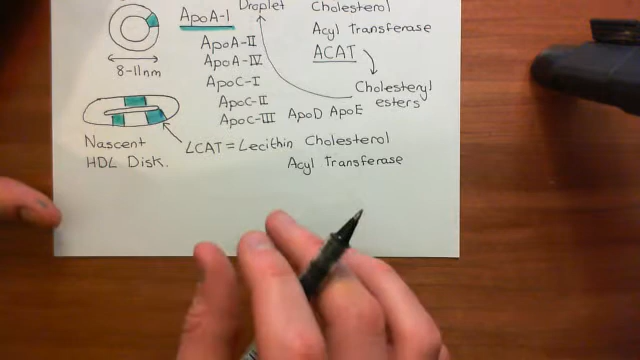 ApoA-I
Droplet
Cholesterol
Acyl Transferase
ACAT
Cholesteryl
esters
ApoA-II
ApoA-IV
ApoC-I
ApoC-II
ApoC-III ApoD ApoE
8-11nm
Nascent
HDL Disk.
LCAT = Lecithin Cholesterol
Acyl Transferase